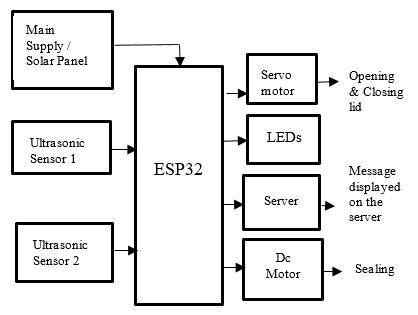 Main
Supply /
Solar Panel
Ultrasonic
Sensor 1
Ultrasonic
Sensor 2
ESP32
Servo
motor
LEDs
Server
Dc
Motor
Opening
& Closing
lid
Message
displayed
on the
server
Sealing